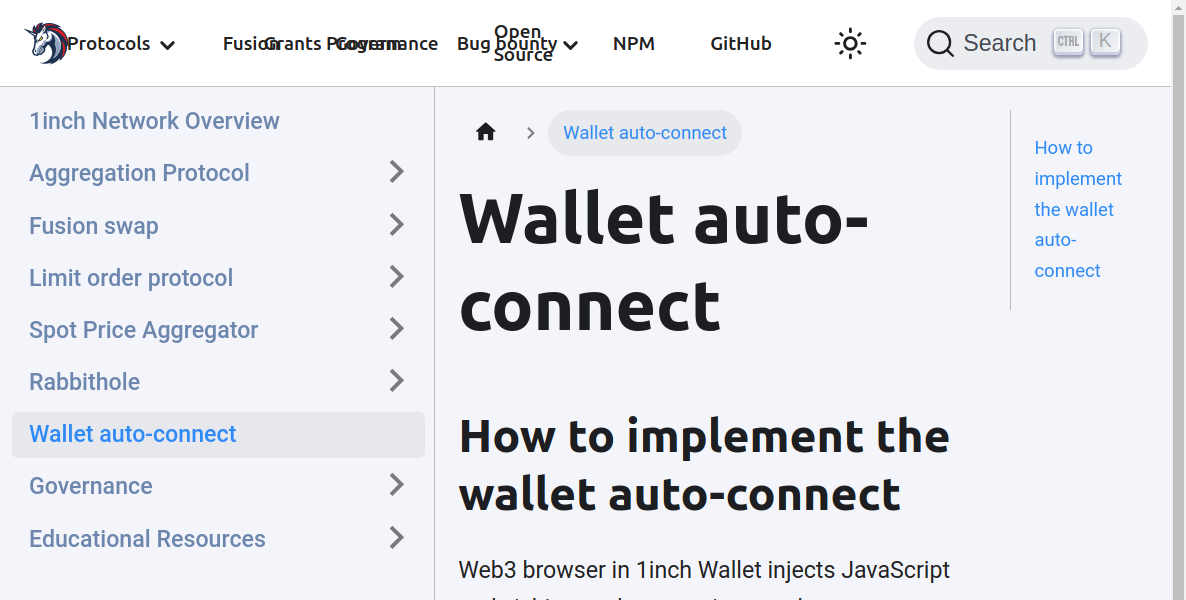 Protocols
Fusion
Grants Program
Governance
Bug bounty
Open
Source
NPM
GitHub
Search CTRL K
1inch Network Overview
Aggregation Protocol
Fusion swap
Limit order protocol
Spot Price Aggregator
Rabbithole
Wallet auto-connect
Governance
Educational Resources
Wallet auto-connect
Wallet auto-
connect
How to implement the
wallet auto-connect
Web3 browser in 1inch Wallet injects JavaScript
How to
implement
the wallet
auto-
connect